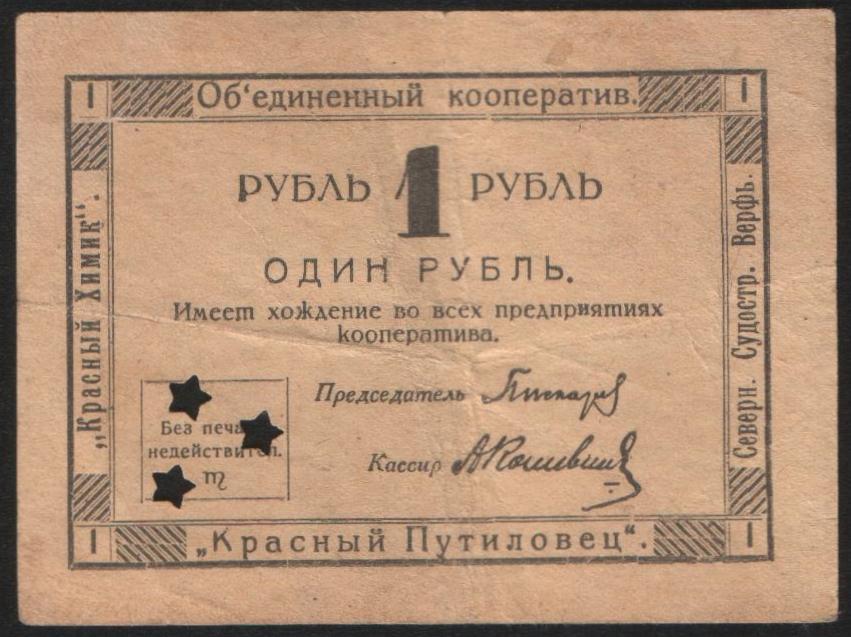 1 Об'единенный кооператив. 1
РУБЛЬ 1 РУБЛЬ
ОДИН РУБЛЬ.
Имеет хождение во всех предприятиях
кооператива.
Председатель
Без печа
недействител.
m
Кассир
„Красный Химик“.
Северн. Судостр. Верфь.
1 „Красный Путиловец“. 1